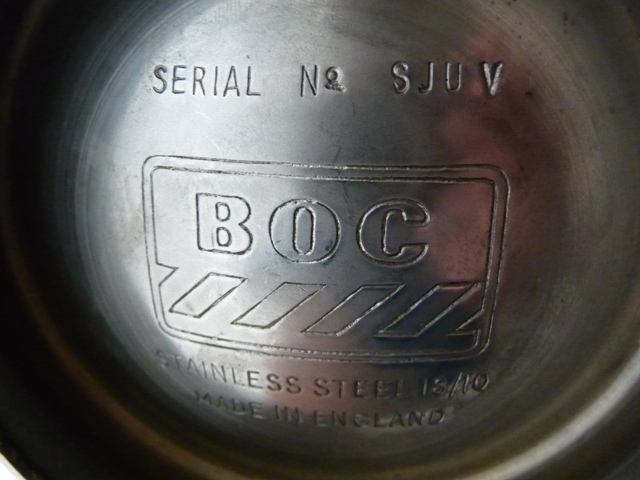 SERIAL Nº SJUV
BOC
STAINLESS STEEL 18/10
MADE IN ENGLAND